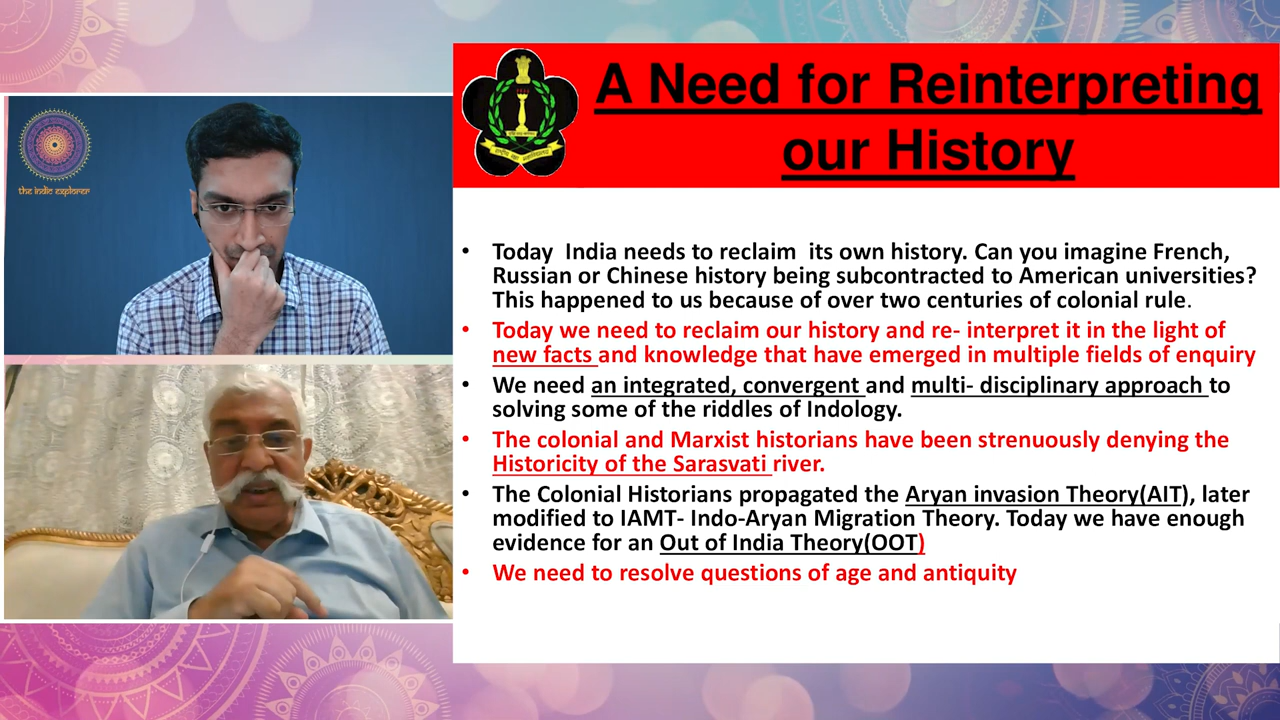 the indic explorer
A Need for Reinterpreting
our History
• Today India needs to reclaim its own history. Can you imagine French,
Russian or Chinese history being subcontracted to American universities?
This happened to us because of over two centuries of colonial rule.
• Today we need to reclaim our history and re- interpret it in the light of
new facts and knowledge that have emerged in multiple fields of enquiry
• We need an integrated, convergent and multi- disciplinary approach to
solving some of the riddles of Indology.
• The colonial and Marxist historians have been strenuously denying the
Historicity of the Sarasvati river.
• The Colonial Historians propagated the Aryan invasion Theory(AIT), later
modified to IAMT- Indo-Aryan Migration Theory. Today we have enough
evidence for an Out of India Theory(OOT)
• We need to resolve questions of age and antiquity